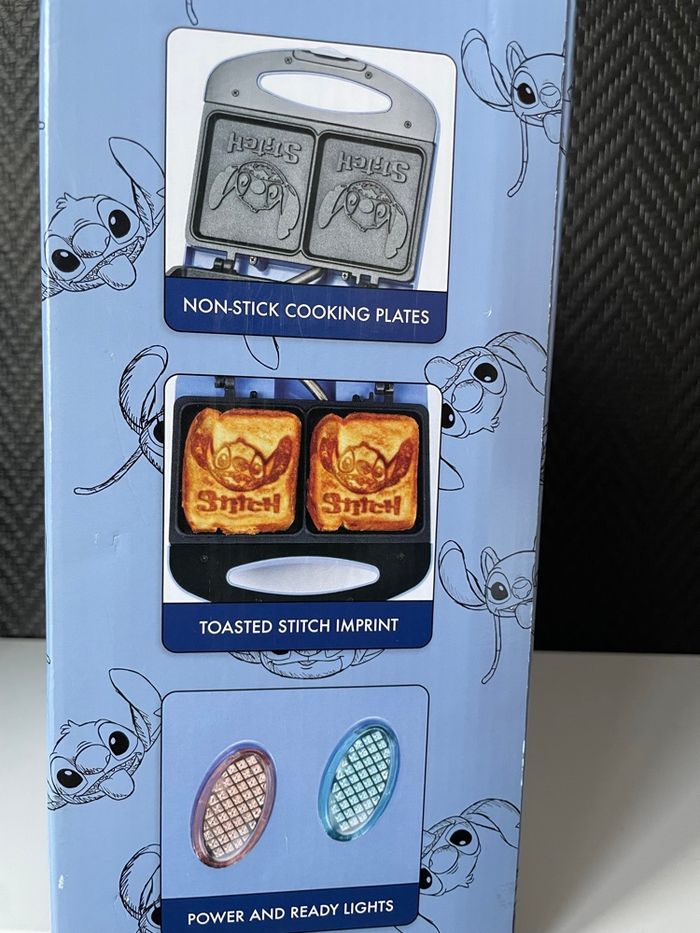 Stitch Stitch
NON-STICK COOKING PLATES
Stitch Stitch
TOASTED STITCH IMPRINT
POWER AND READY LIGHTS